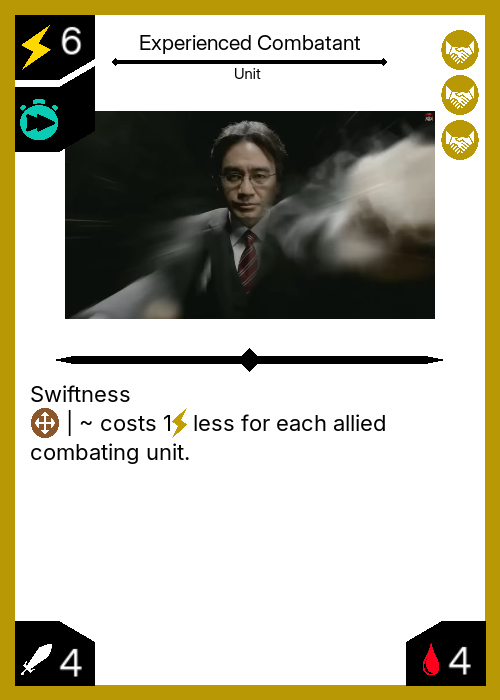 6
Experienced Combatant
Unit
Swiftness
| ~ costs 1 less for each allied
combating unit.
4
4